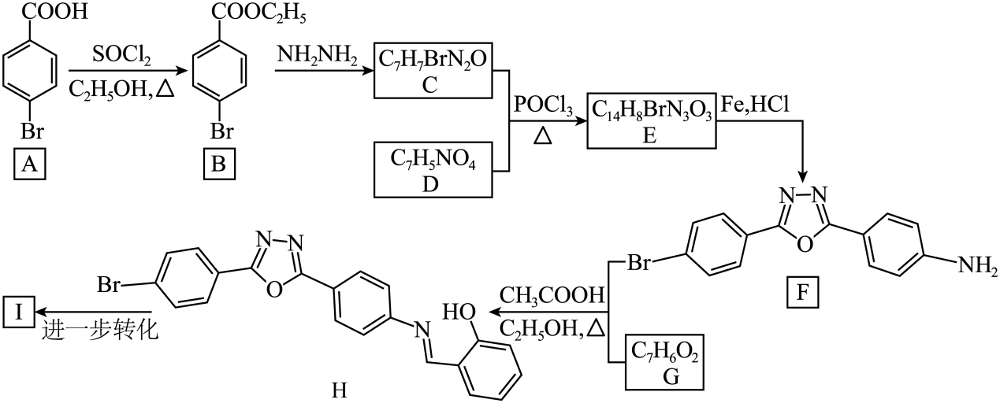 COOH
Br
A
SOCl₂
C₂H₅OH,△
COOC₂H₅
Br
B
NH₂NH₂
C₇H₇BrN₂O
C
C₇H₅NO₄
D
POCl₃
△
C₁₄H₈BrN₃O₃
E
Fe,HCl
N N
O
Br
NH₂
F
CH₃COOH
C₂H₅OH,△
C₇H₆O₂
G
N N
O
Br
HO
N
H
进一步转化
I